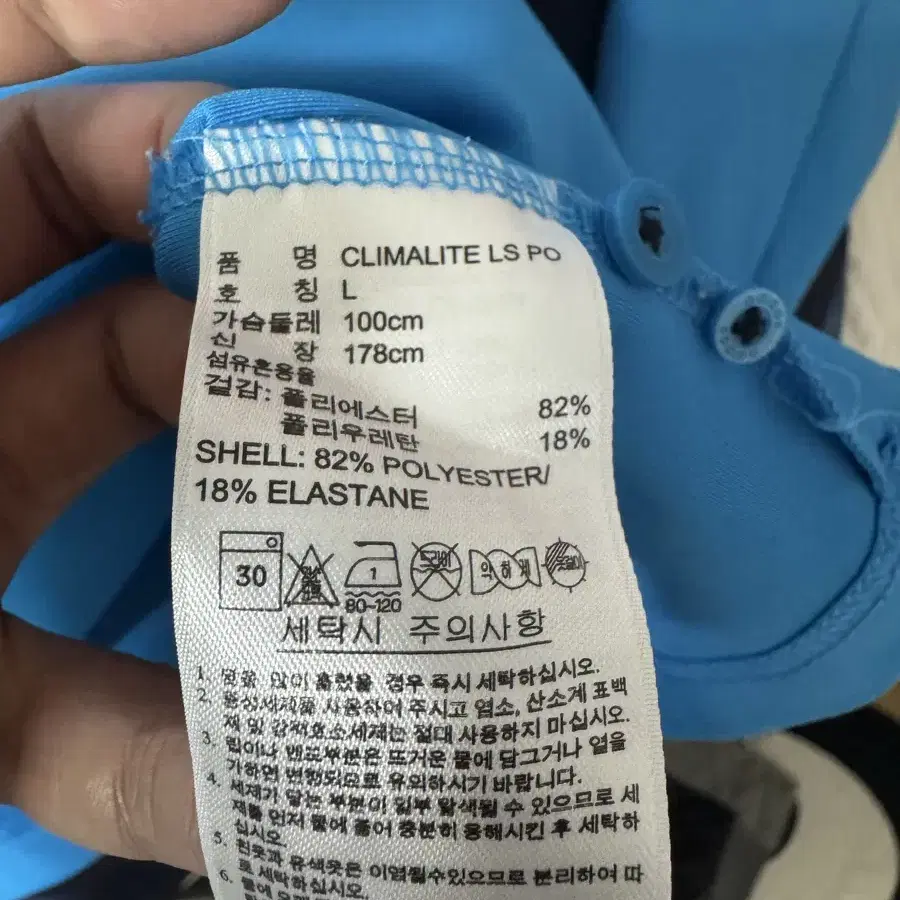 품 명 CLIMALITE LS PO
호 칭 L
가슴둘레 100cm
신 장 178cm
섬유혼용율
겉감: 폴리에스터 82%
폴리우레탄 18%
SHELL: 82% POLYESTER/
18% ELASTANE
30 1 드라이 약하게 옷걸이
80~120
세탁시 주의사항
1. 땀을 많이 흘렸을 경우 즉시 세탁하십시오.
2. 중성세제를 사용하여 주시고 염소, 산소계 표백
제 및 강력효소세제는 절대 사용하지 마십시오.
3. 랩이나 밴드부분은 뜨거운 물에 담그거나 열을
가하면 변형되므로 유의하시기 바랍니다.
4. 세제가 닿은 부분이 일부 탈색될 수 있으므로 세
제를 먼저 물에 풀어 충분히 용해시킨 후 세탁하
십시오.
5. 흰옷과 유색옷은 이염될수있으므로 분리하여 따
로 세탁하십시오.
6. 물에